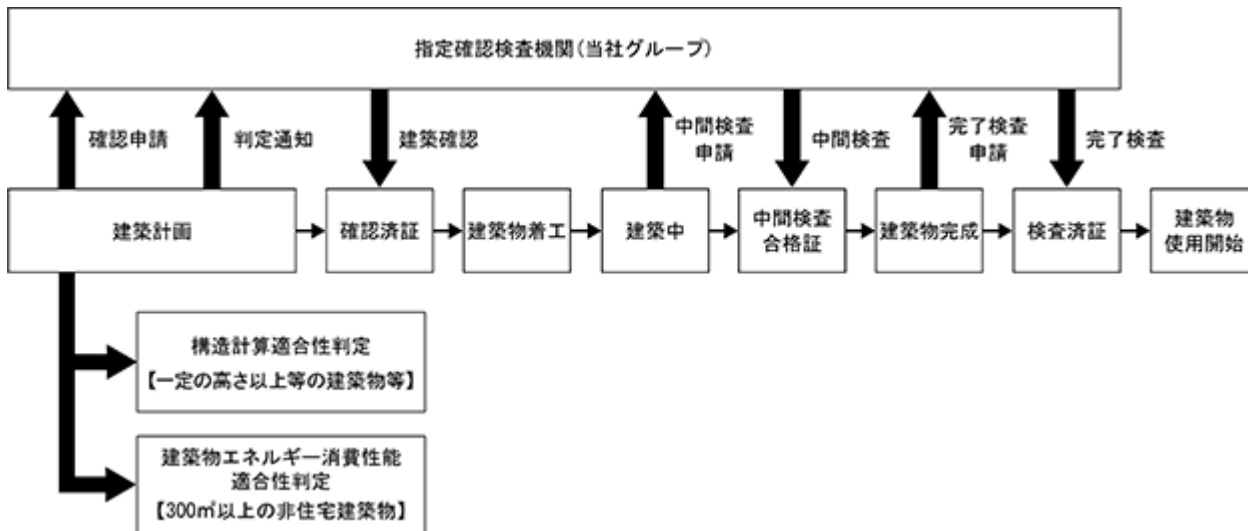 指定確認検査機関(当社グループ)
確認申請
判定通知
建築確認
中間検査
申請
中間検査
完了検査
申請
完了検査
建築計画
確認済証
建築物着工
建築中
中間検査
合格証
建築物完成
検査済証
建築物
使用開始
構造計算適合性判定
【一定の高さ以上等の建築物等】
建築物エネルギー消費性能
適合性判定
【300㎡以上の非住宅建築物】